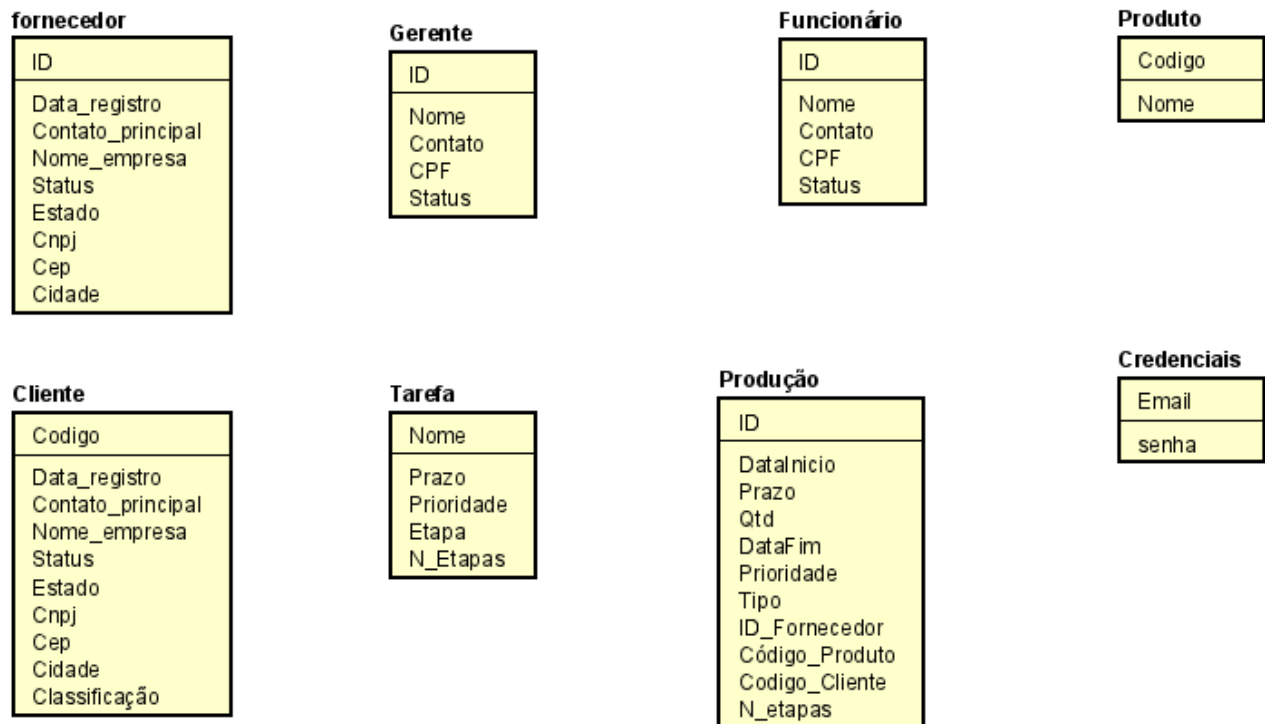 fornecedor
ID
Data_registro
Contato_principal
Nome_empresa
Status
Estado
Cnpj
Cep
Cidade
Gerente
ID
Nome
Contato
CPF
Status
Funcionário
ID
Nome
Contato
CPF
Status
Produto
Codigo
Nome
Cliente
Codigo
Data_registro
Contato_principal
Nome_empresa
Status
Estado
Cnpj
Cep
Cidade
Classificação
Tarefa
Nome
Prazo
Prioridade
Etapa
N_Etapas
Produção
ID
DataInicio
Prazo
Qtd
DataFim
Prioridade
Tipo
ID_Fornecedor
Código_Produto
Codigo_Cliente
N_etapas
Credenciais
Email
senha